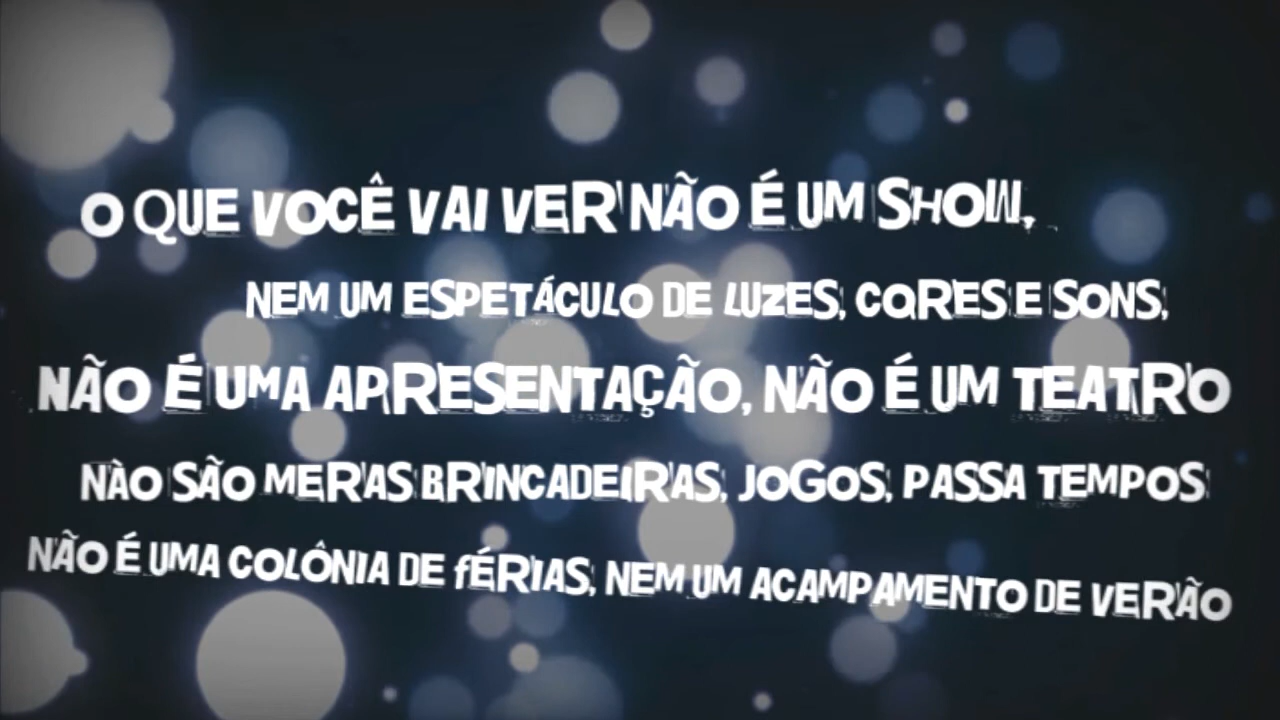 O QUE VOCÊ VAI VER NÃO É UM SHOW,
NEM UM ESPETÁCULO DE LUZES, CORES E SONS,
NÃO É UMA APRESENTAÇÃO, NÃO É UM TEATRO
NÀO SÃO MERAS BRINCADEIRAS, JOGOS, PASSA TEMPOS
NÃO É UMA COLÔNIA DE FÉRIAS, NEM UM ACAMPAMENTO DE VERÃO